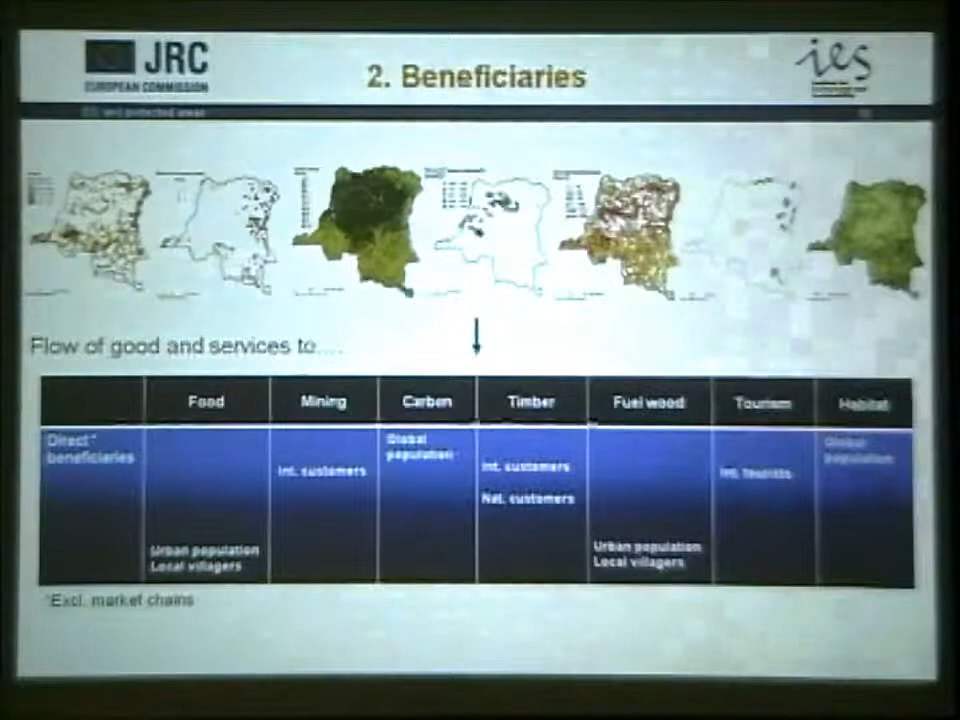 JRC
EUROPEAN COMMISSION
2. Beneficiaries
ies
Flow of good and services to....
Food Mining Carbon Timber Fuel wood Tourism Habitat
Direct *
beneficiaries
Int. customers
Global
population
Int. customers
Nat. customers
Int. tourists
Global
population
Urban population
Local villagers
Urban population
Local villagers
*Excl. market chains